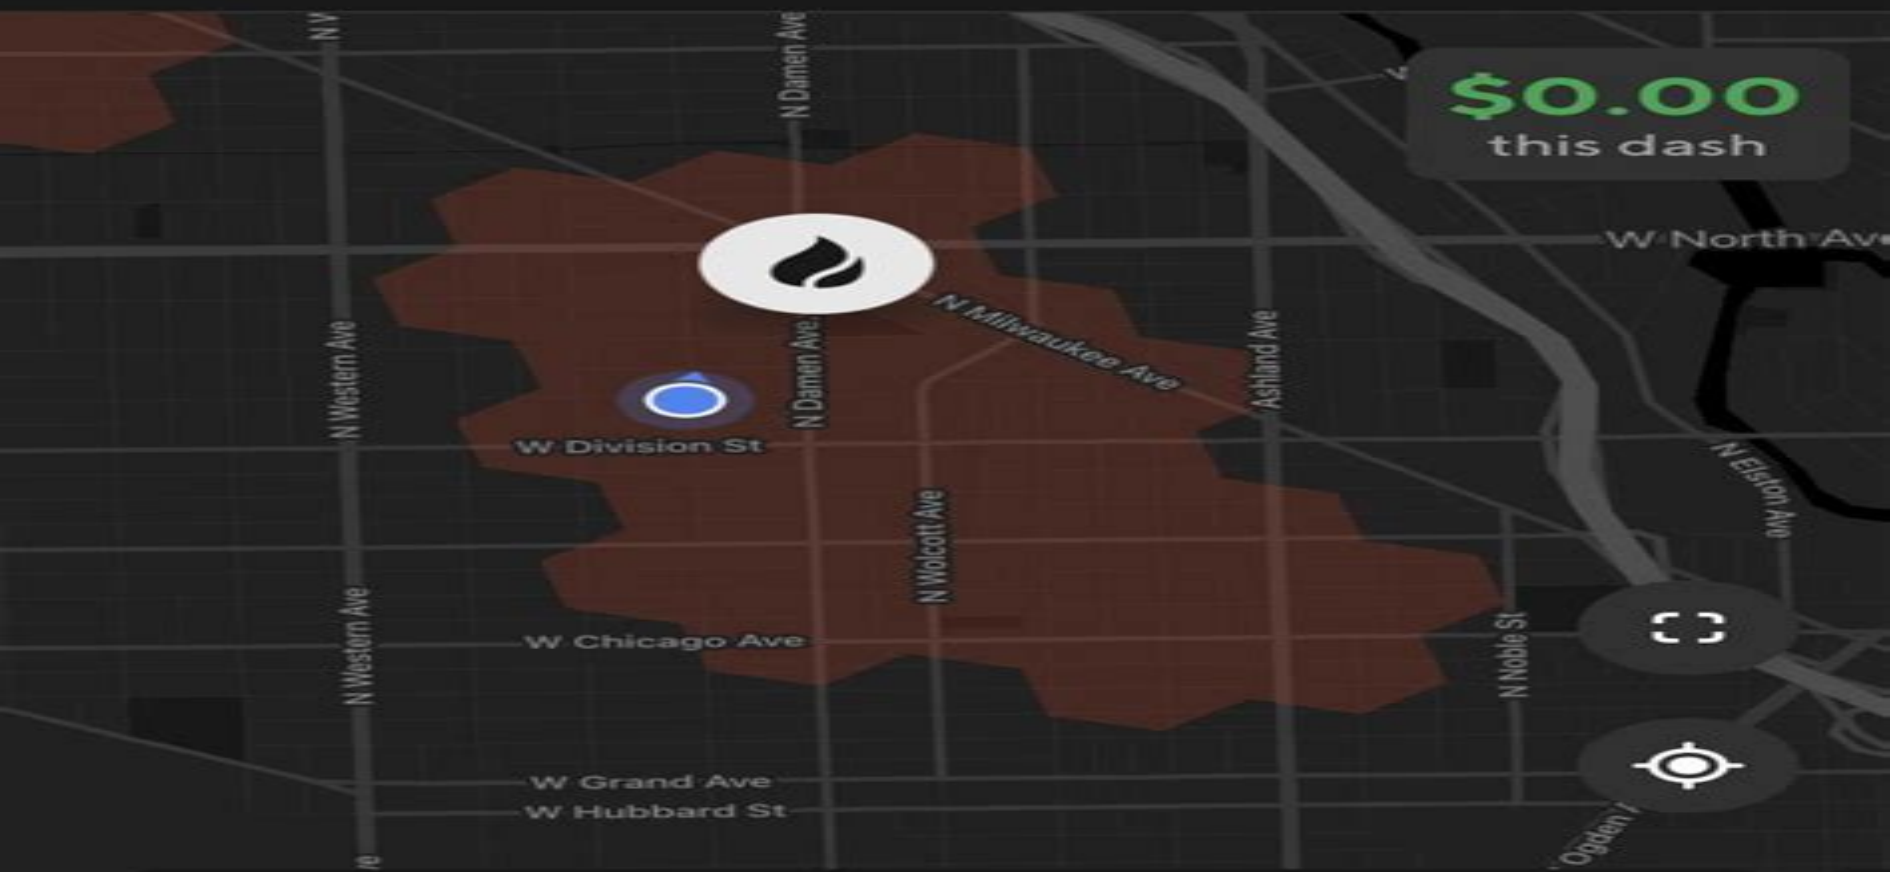 N W
N Damen Ave
$0.00
this dash
W North Ave
N Milwaukee Ave
N Western Ave
N Damen Ave
Ashland Ave
W Division St
N Elston Ave
N Wolcott Ave
N Western Ave
W Chicago Ave
N Noble St
W Grand Ave
W Hubbard St
Ogden